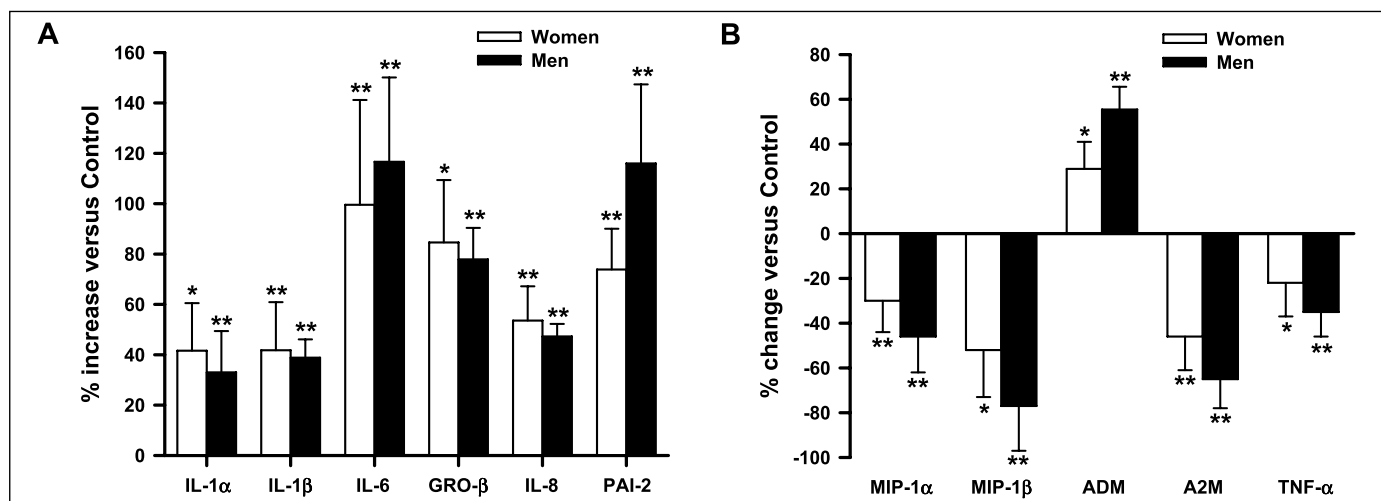 A
Women
Men
% increase versus Control
160
140
120
100
80
60
40
20
0
* ** ** ** ** ** * ** ** ** ** **
IL-1α IL-1β IL-6 GRO-β IL-8 PAI-2
B
Women
Men
% change versus Control
80
60
40
20
0
-20
-40
-60
-80
-100
** ** * ** * ** ** ** * **
MIP-1α MIP-1β ADM A2M TNF-α